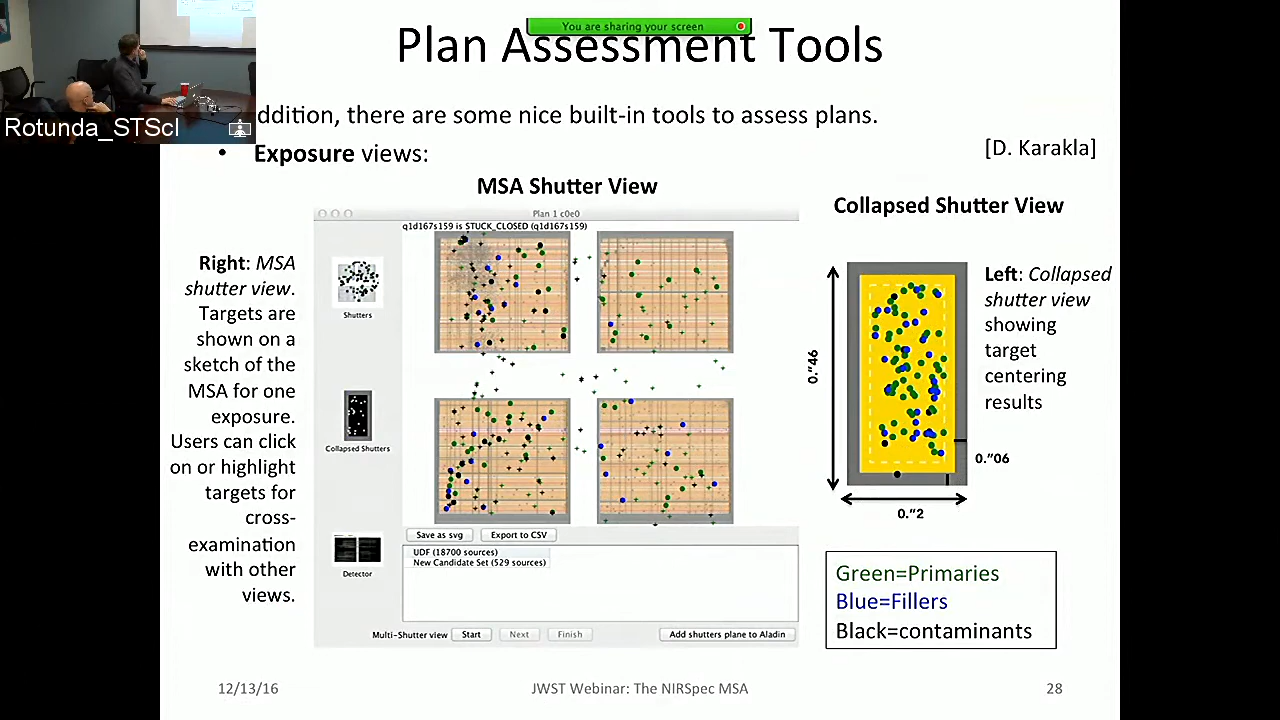 You are sharing your screen
Plan Assessment Tools
Rotunda_STScI
ddition, there are some nice built-in tools to assess plans.
• Exposure views:
[D. Karakla]
MSA Shutter View
Collapsed Shutter View
Right: MSA
shutter view.
Targets are
shown on a
sketch of the
MSA for one
exposure.
Users can click
on or highlight
targets for
cross-
examination
with other
views.
Plan 1 c0e0
q1d167s159 is STUCK_CLOSED (q1d167s159)
Shutters
Collapsed Shutters
Detector
Save as svg
Export to CSV
UDF (18700 sources)
New Candidate Set (529 sources)
Multi-Shutter view
Start
Next
Finish
Add shutters plane to Aladin
0.″46
0.″06
0.″2
Left: Collapsed
shutter view
showing
target
centering
results
Green=Primaries
Blue=Fillers
Black=contaminants
12/13/16
JWST Webinar: The NIRSpec MSA
28